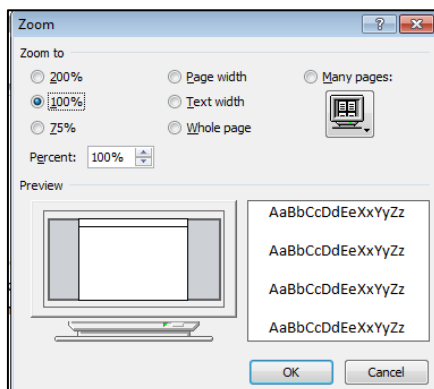 Zoom
Zoom to
200% Page width Many pages:
100% Text width
75% Whole page
Percent: 100%
Preview
AaBbCcDdEeXxYyZz
AaBbCcDdEeXxYyZz
AaBbCcDdEeXxYyZz
AaBbCcDdEeXxYyZz
OK Cancel